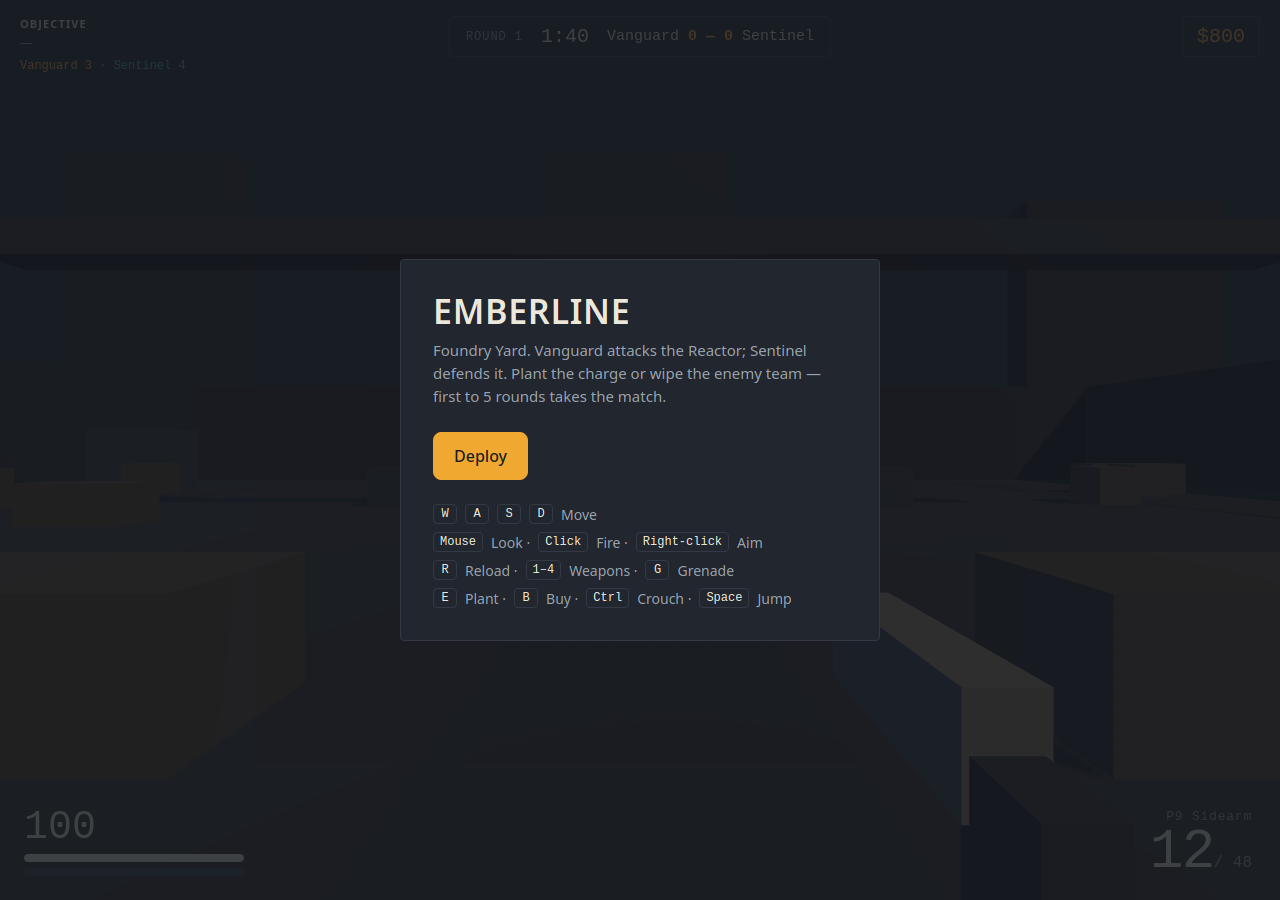 OBJECTIVE
—
Vanguard 3 · Sentinel 4
ROUND 1 1:40 Vanguard 0 — 0 Sentinel
$800
EMBERLINE
Foundry Yard. Vanguard attacks the Reactor; Sentinel
defends it. Plant the charge or wipe the enemy team —
first to 5 rounds takes the match.
Deploy
W A S D Move
Mouse Look · Click Fire · Right-click Aim
R Reload · 1–4 Weapons · G Grenade
E Plant · B Buy · Ctrl Crouch · Space Jump
100
P9 Sidearm
12 / 48